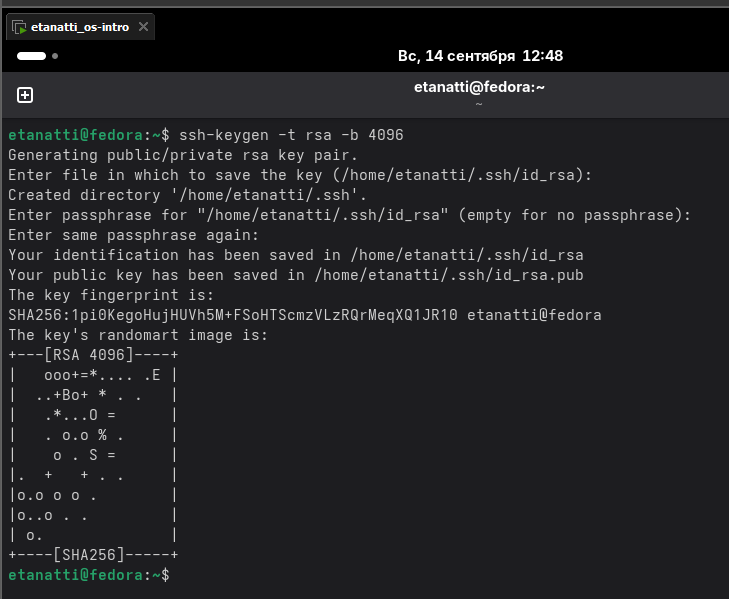 etanatti_os-intro
Вс, 14 сентября 12:48
etanatti@fedora:~
~
etanatti@fedora:~$ ssh-keygen -t rsa -b 4096
Generating public/private rsa key pair.
Enter file in which to save the key (/home/etanatti/.ssh/id_rsa):
Created directory '/home/etanatti/.ssh'.
Enter passphrase for "/home/etanatti/.ssh/id_rsa" (empty for no passphrase):
Enter same passphrase again:
Your identification has been saved in /home/etanatti/.ssh/id_rsa
Your public key has been saved in /home/etanatti/.ssh/id_rsa.pub
The key fingerprint is:
SHA256:1pi0KegoHujHUVh5M+FSoHTScmzVLzRQrMeqXQ1JR10 etanatti@fedora
The key's randomart image is:
+---[RSA 4096]----+
|   ooo+=*.... .E |
|  ..+Bo+ * . .   |
|   .*...O =      |
|   . o.o % .     |
|    o . S =      |
|.  +   + . .     |
|o.o o o .        |
|o..o . .         |
| o.              |
+----[SHA256]-----+
etanatti@fedora:~$